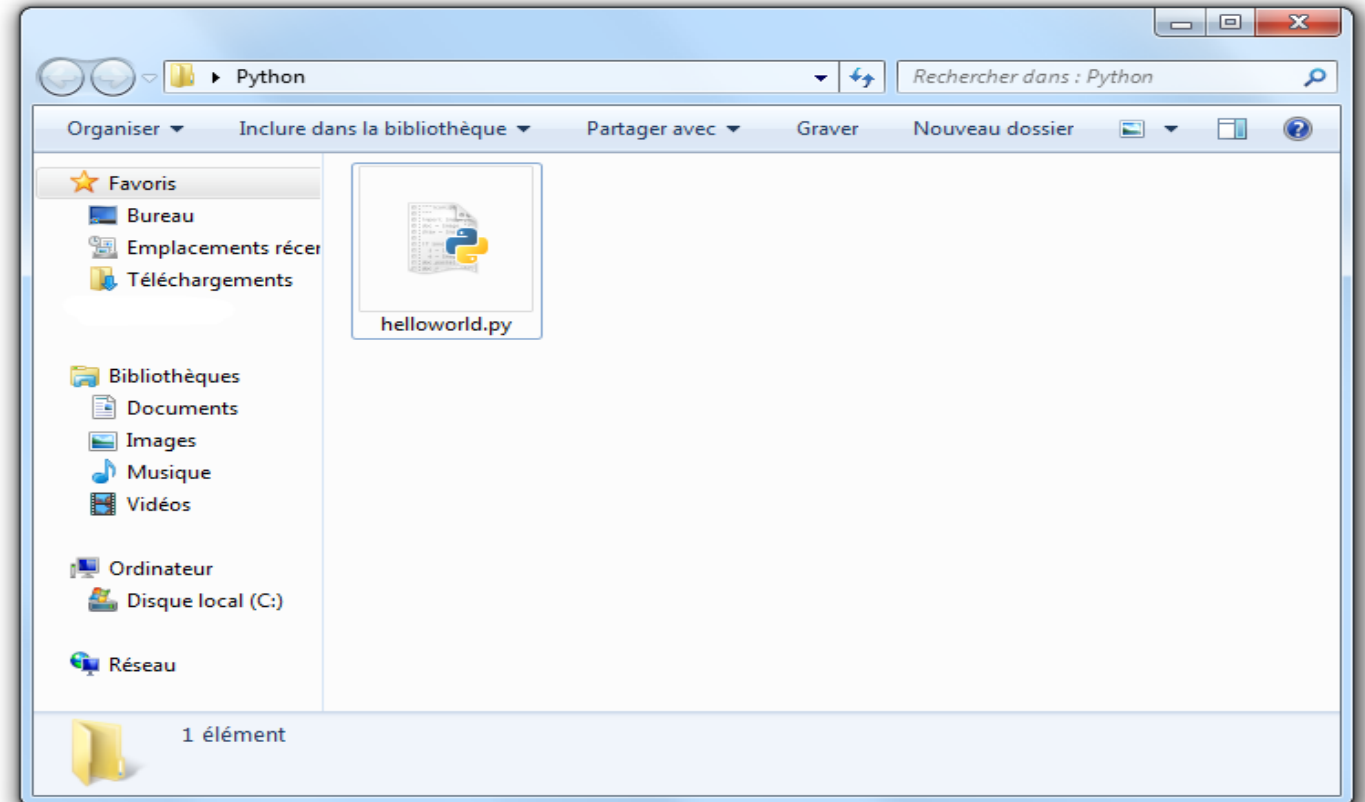 Python
Rechercher dans : Python
Organiser Inclure dans la bibliothèque Partager avec Graver Nouveau dossier
Favoris
Bureau
Emplacements récer
Téléchargements
helloworld.py
Bibliothèques
Documents
Images
Musique
Vidéos
Ordinateur
Disque local (C:)
Réseau
1 élément